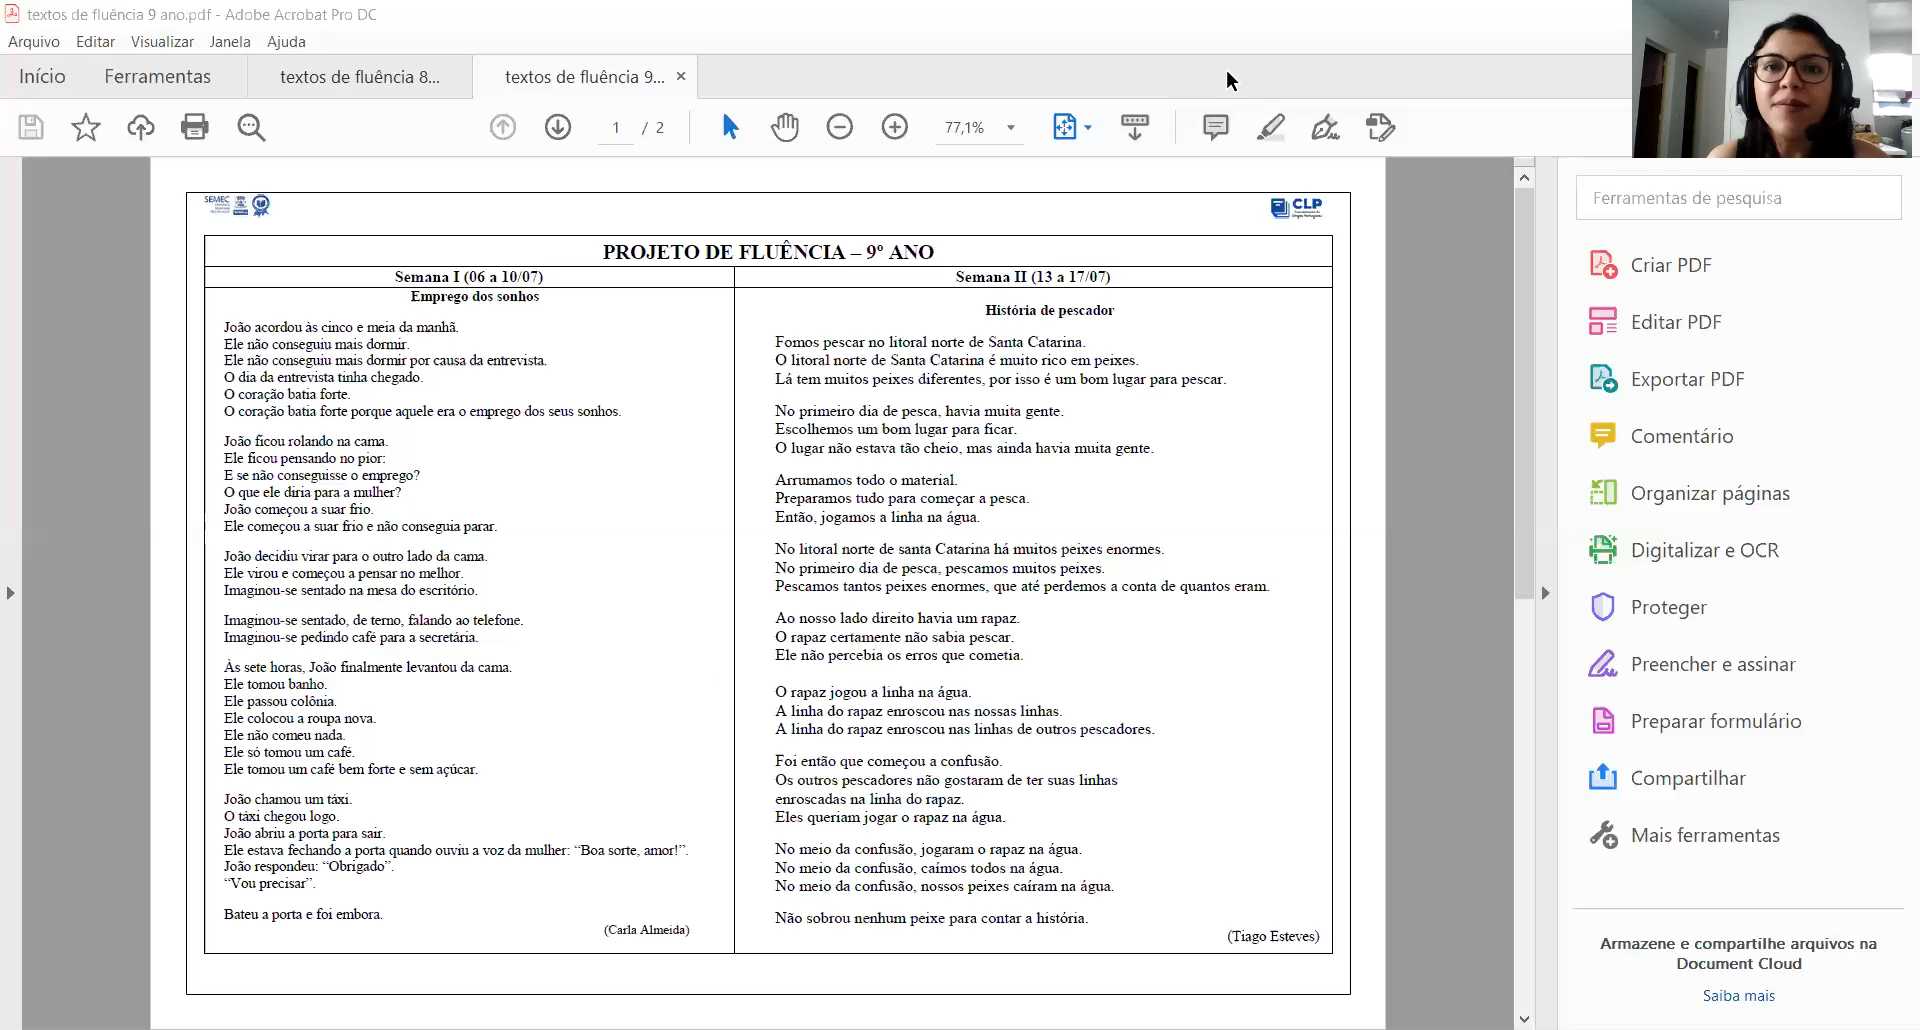 textos de fluência 9 ano.pdf - Adobe Acrobat Pro DC
Arquivo Editar Visualizar Janela Ajuda
Início Ferramentas textos de fluência 8... textos de fluência 9... ×
1 / 2 77,1%
SEMEC
CLP
PROJETO DE FLUÊNCIA – 9º ANO
Semana I (06 a 10/07)
Emprego dos sonhos
João acordou às cinco e meia da manhã.
Ele não conseguiu mais dormir.
Ele não conseguiu mais dormir por causa da entrevista.
O dia da entrevista tinha chegado.
O coração batia forte.
O coração batia forte porque aquele era o emprego dos seus sonhos.
João ficou rolando na cama.
Ele ficou pensando no pior:
E se não conseguisse o emprego?
O que ele diria para a mulher?
João começou a suar frio.
Ele começou a suar frio e não conseguia parar.
João decidiu virar para o outro lado da cama.
Ele virou e começou a pensar no melhor.
Imaginou-se sentado na mesa do escritório.
Imaginou-se sentado, de terno, falando ao telefone.
Imaginou-se pedindo café para a secretária.
Às sete horas, João finalmente levantou da cama.
Ele tomou banho.
Ele passou colônia.
Ele colocou a roupa nova.
Ele não comeu nada.
Ele só tomou um café.
Ele tomou um café bem forte e sem açúcar.
João chamou um táxi.
O táxi chegou logo.
João abriu a porta para sair.
Ele estava fechando a porta quando ouviu a voz da mulher: “Boa sorte, amor!”.
João respondeu: “Obrigado”.
“Vou precisar”.
Bateu a porta e foi embora.
(Carla Almeida)
Semana II (13 a 17/07)
História de pescador
Fomos pescar no litoral norte de Santa Catarina.
O litoral norte de Santa Catarina é muito rico em peixes.
Lá tem muitos peixes diferentes, por isso é um bom lugar para pescar.
No primeiro dia de pesca, havia muita gente.
Escolhemos um bom lugar para ficar.
O lugar não estava tão cheio, mas ainda havia muita gente.
Arrumamos todo o material.
Preparamos tudo para começar a pesca.
Então, jogamos a linha na água.
No litoral norte de santa Catarina há muitos peixes enormes.
No primeiro dia de pesca, pescamos muitos peixes.
Pescamos tantos peixes enormes, que até perdemos a conta de quantos eram.
Ao nosso lado direito havia um rapaz.
O rapaz certamente não sabia pescar.
Ele não percebia os erros que cometia.
O rapaz jogou a linha na água.
A linha do rapaz enroscou nas nossas linhas.
A linha do rapaz enroscou nas linhas de outros pescadores.
Foi então que começou a confusão.
Os outros pescadores não gostaram de ter suas linhas
enroscadas na linha do rapaz.
Eles queriam jogar o rapaz na água.
No meio da confusão, jogaram o rapaz na água.
No meio da confusão, caímos todos na água.
No meio da confusão, nossos peixes caíram na água.
Não sobrou nenhum peixe para contar a história.
(Tiago Esteves)
Ferramentas de pesquisa
Criar PDF
Editar PDF
Exportar PDF
Comentário
Organizar páginas
Digitalizar e OCR
Proteger
Preencher e assinar
Preparar formulário
Compartilhar
Mais ferramentas
Armazene e compartilhe arquivos na
Document Cloud
Saiba mais